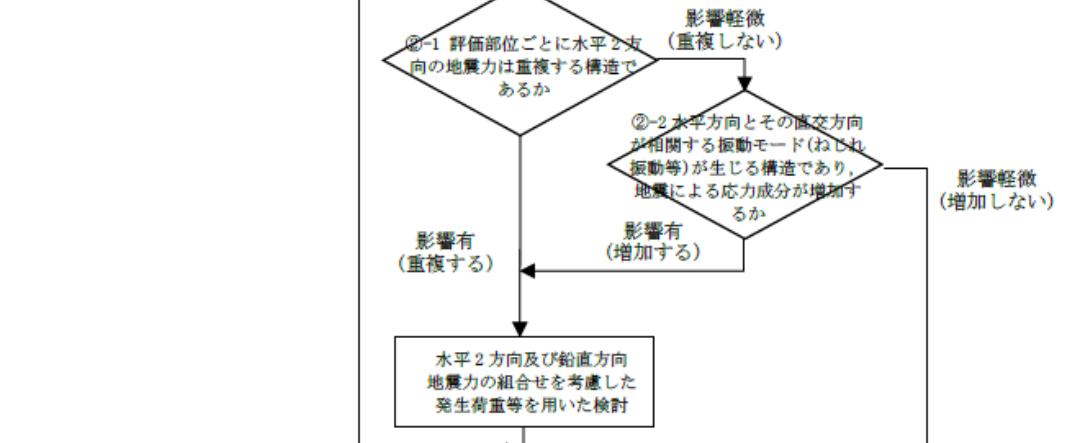 影響軽微
(重複しない)
②-1 評価部位ごとに水平2方
向の地震力は重複する構造で
あるか
②-2 水平方向とその直交方向
が相関する振動モード(ねじれ
振動等)が生じる構造であり,
地震による応力成分が増加す
るか
影響軽微
(増加しない)
影響有
(重複する)
影響有
(増加する)
水平2方向及び鉛直方向
地震力の組合せを考慮した
発生荷重等を用いた検討